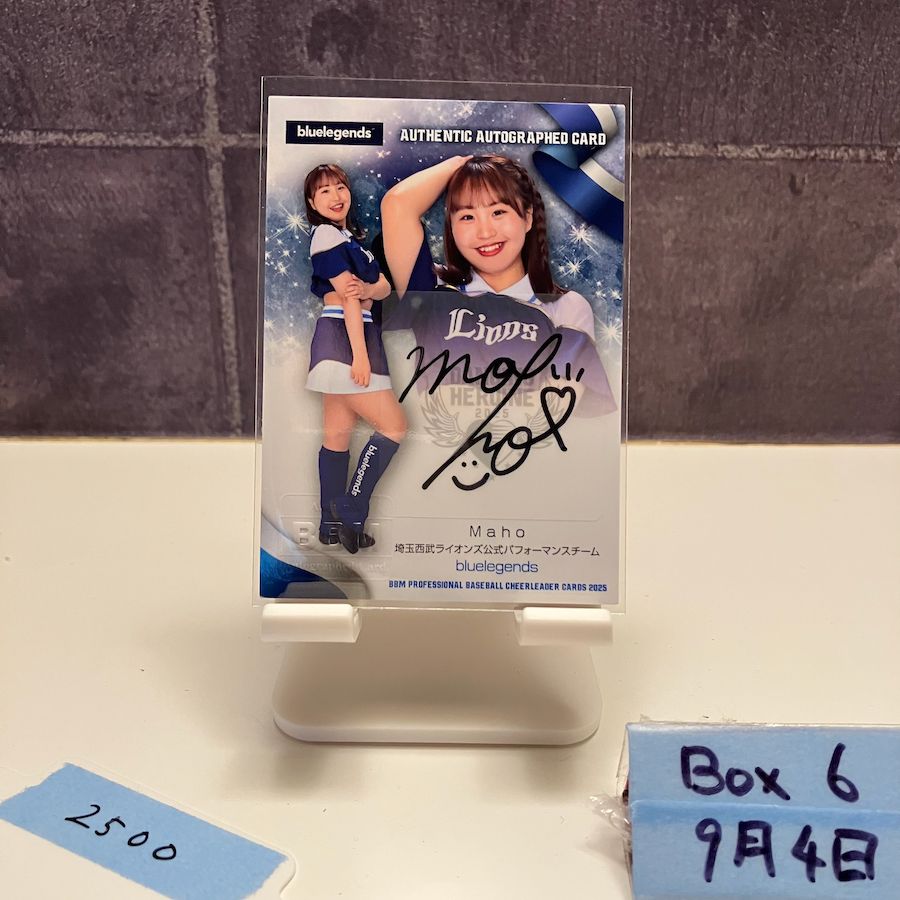 bluelegends
AUTHENTIC AUTOGRAPHED CARD
Lions
HEROINE
2025
bluelegends
Maho
埼玉西武ライオンズ公式パフォーマンスチーム
bluelegends
BBM PROFESSIONAL BASEBALL CHEERLEADER CARDS 2025
2500
Box 6
9月4日